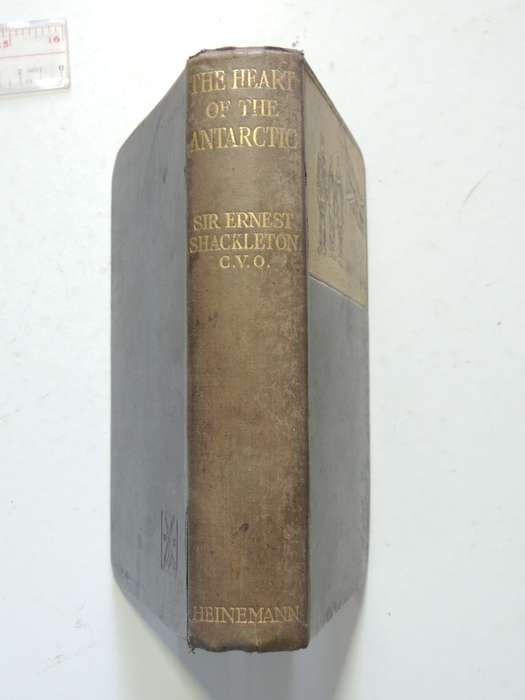 THE HEART
OF THE
ANTARCTIC
SIR ERNEST
SHACKLETON
C.V.O.
HEINEMANN